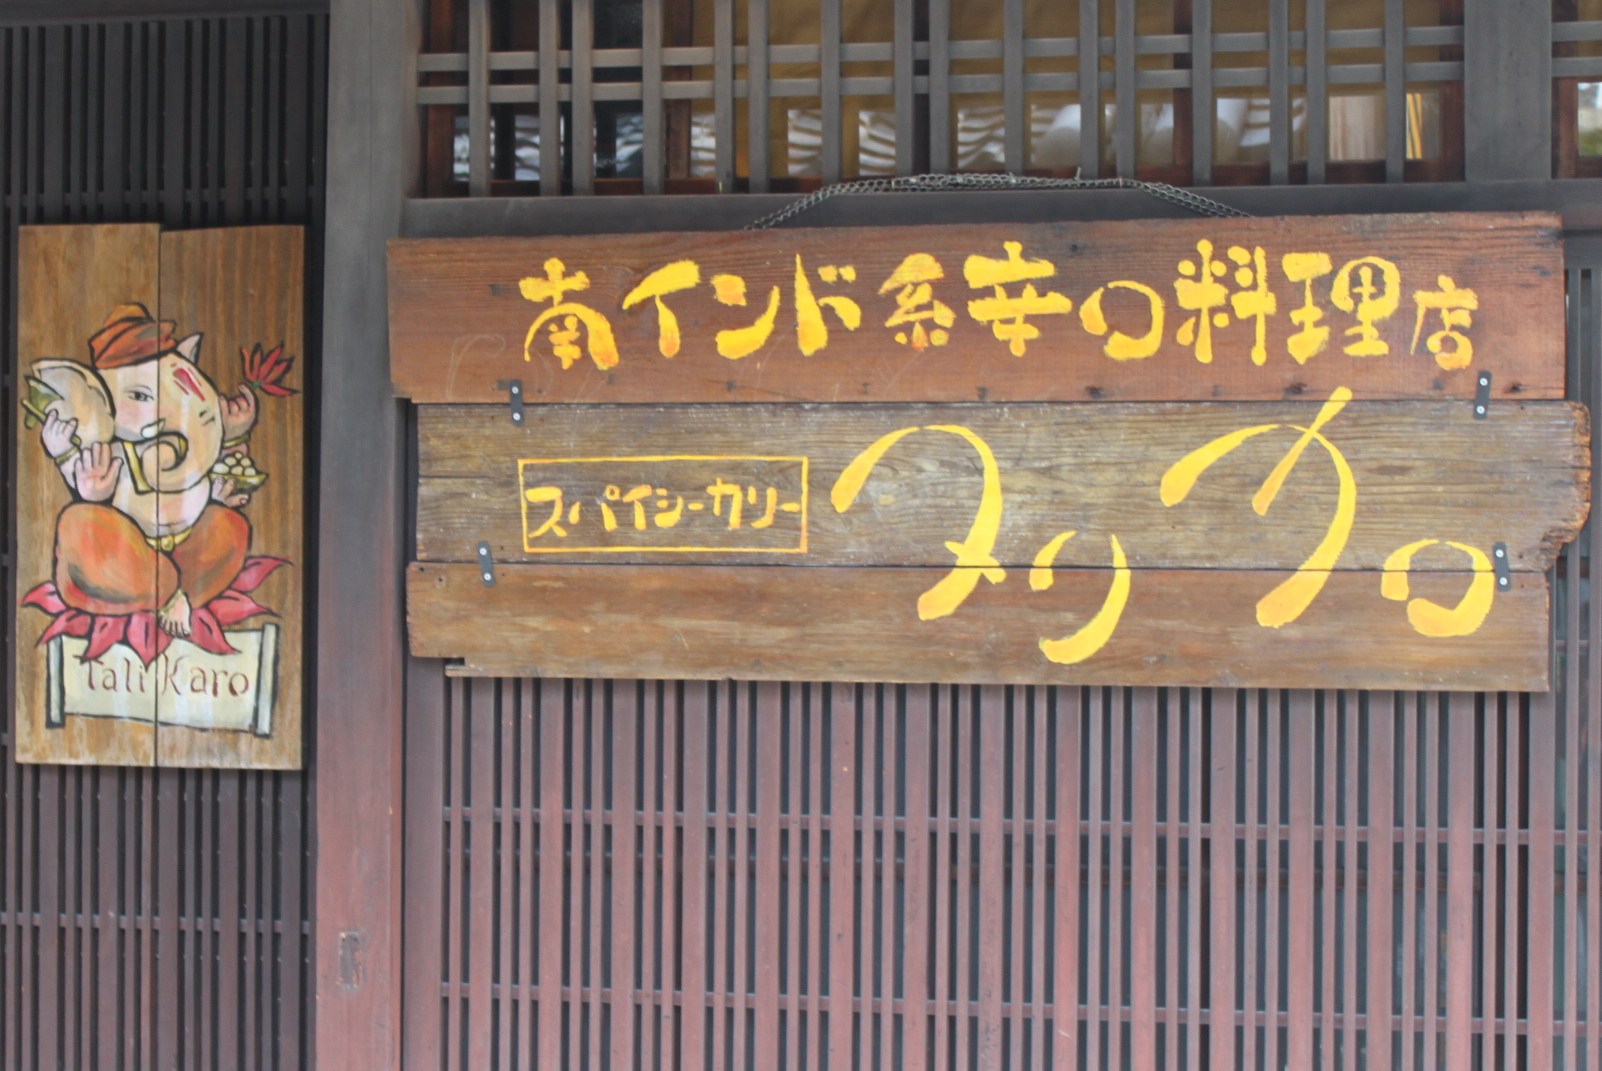 南インド系辛口料理店
スパイシーカリー
タリカロ
Tali Karo